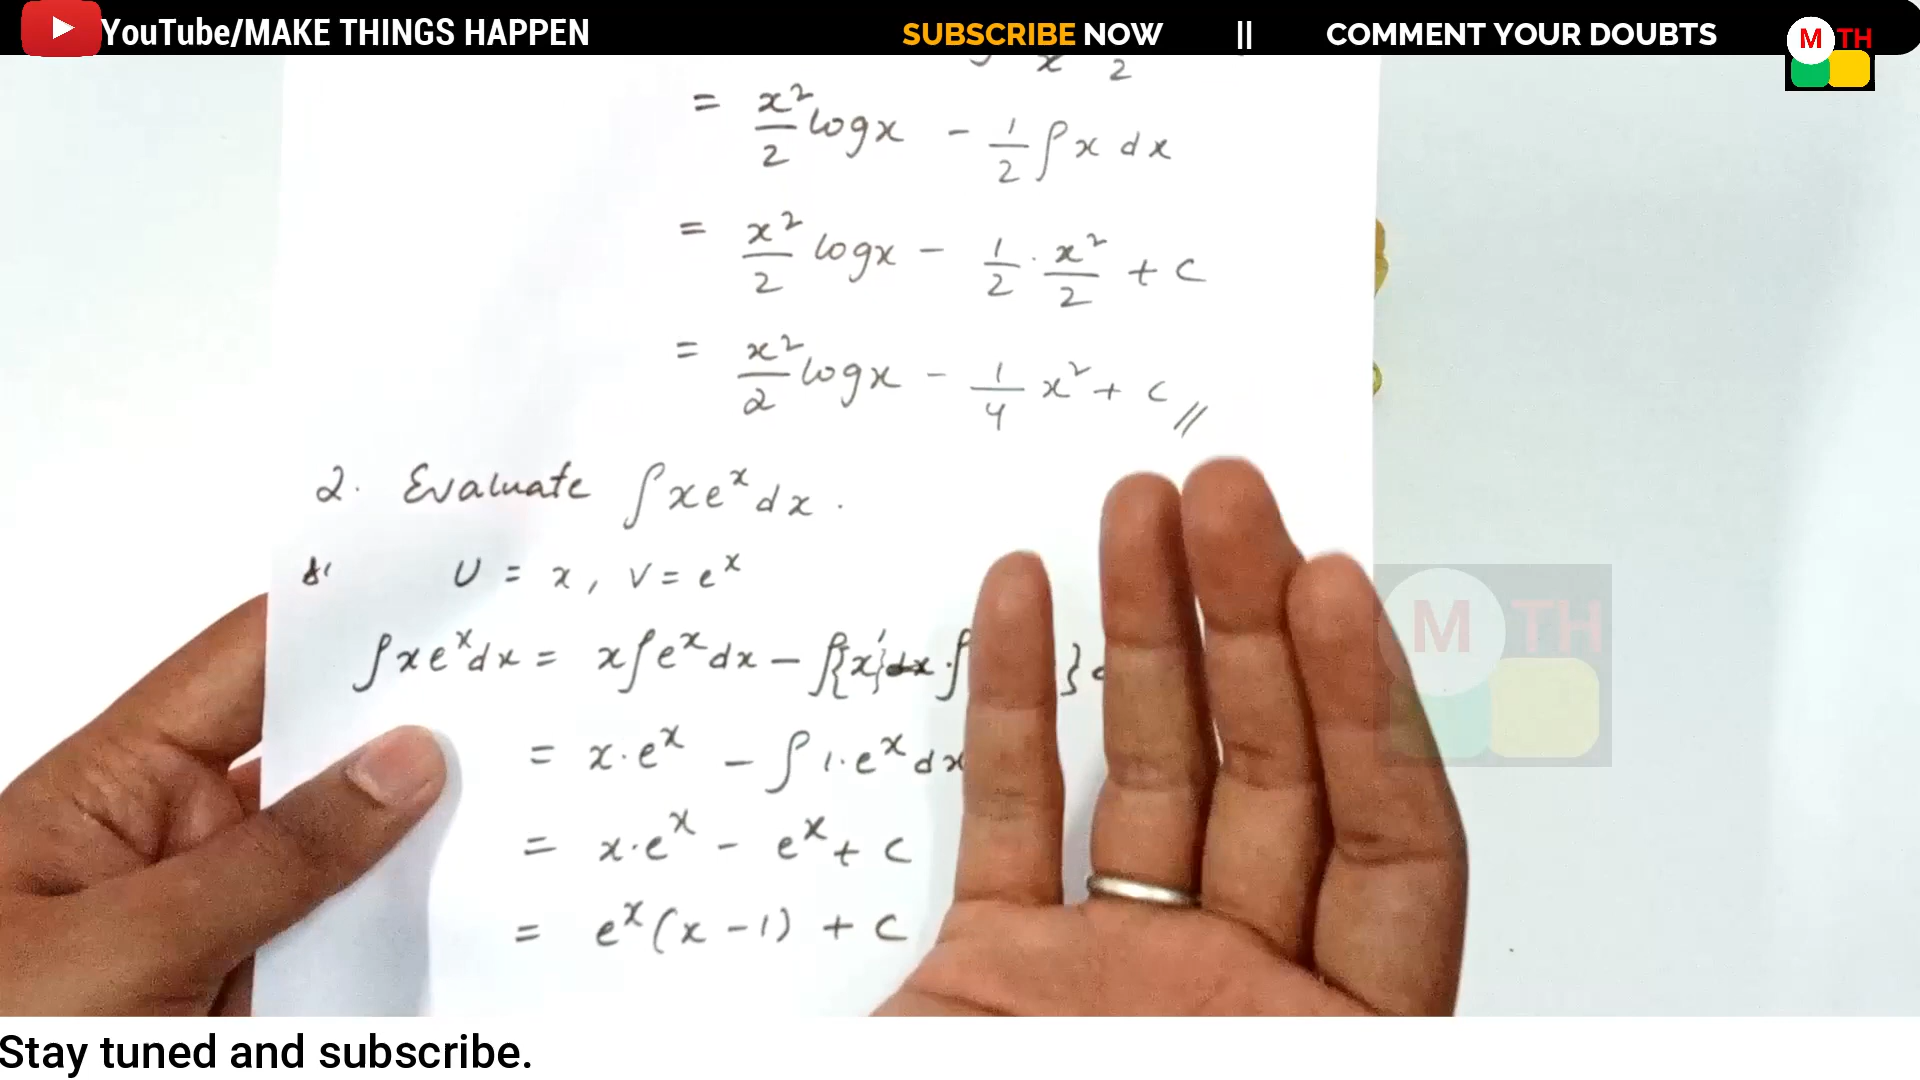 YouTube/MAKE THINGS HAPPEN SUBSCRIBE NOW || COMMENT YOUR DOUBTS M TH
x 2
= x²/2 logx - 1/2 ∫ x dx
= x²/2 logx - 1/2 · x²/2 + c
= x²/2 logx - 1/4 x² + c //
2. Evaluate ∫xeˣdx.
U = x, V = eˣ
∫xeˣdx = x∫eˣdx - ∫{x}' ∫ }
= x·eˣ - ∫1·eˣdx
= x·eˣ - eˣ + c
= eˣ(x-1) + c
M TH
Stay tuned and subscribe.